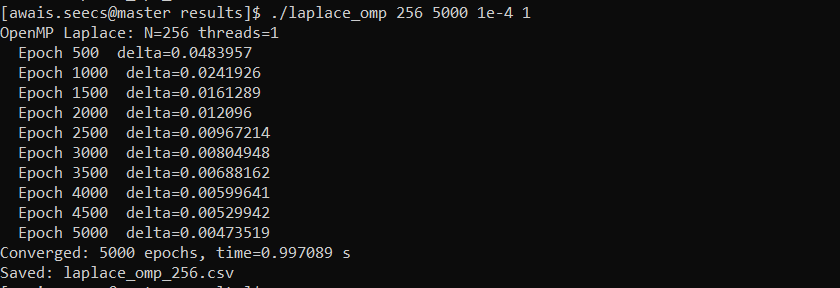 [awais.seecs@master results]$ ./laplace_omp 256 5000 1e-4 1
OpenMP Laplace: N=256 threads=1
  Epoch 500  delta=0.0483957
  Epoch 1000  delta=0.0241926
  Epoch 1500  delta=0.0161289
  Epoch 2000  delta=0.012096
  Epoch 2500  delta=0.00967214
  Epoch 3000  delta=0.00804948
  Epoch 3500  delta=0.00688162
  Epoch 4000  delta=0.00599641
  Epoch 4500  delta=0.00529942
  Epoch 5000  delta=0.00473519
Converged: 5000 epochs, time=0.997089 s
Saved: laplace_omp_256.csv